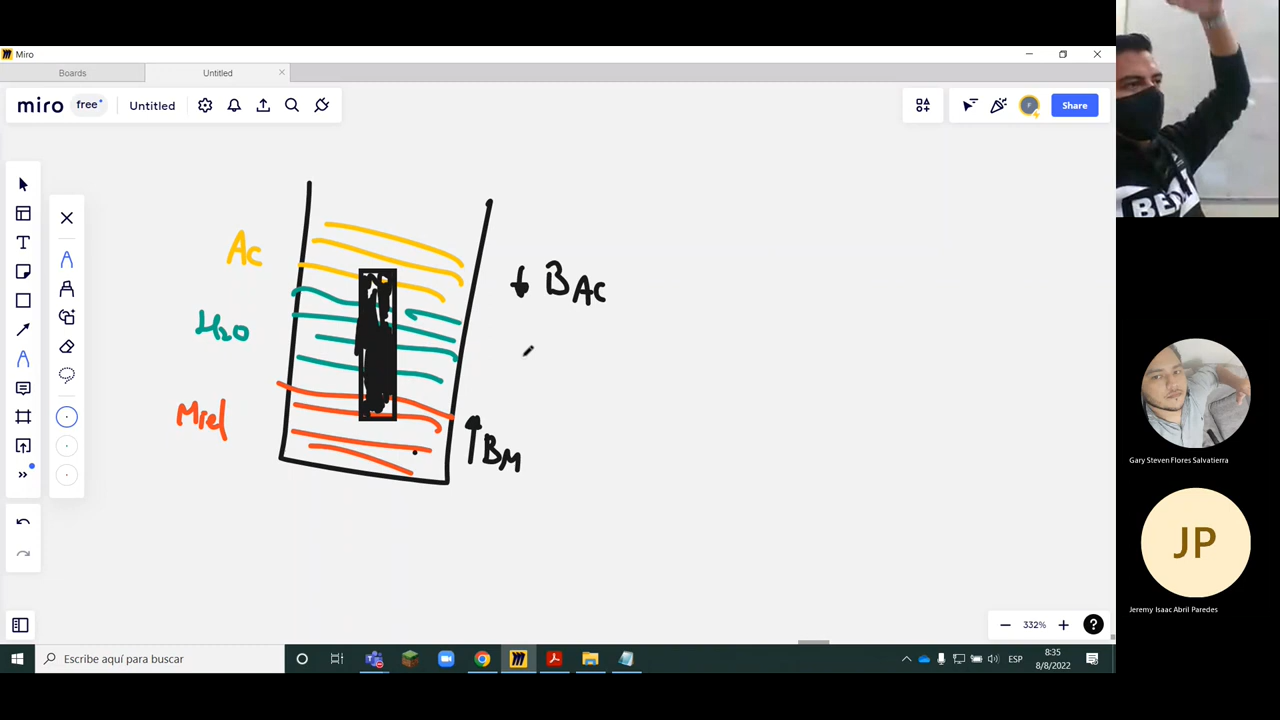 Miro
Boards
Untitled
miro
free
Untitled
Share
Ac
H2O
Miel
BAc
BM
332%
Gary Steven Flores Salvatierra
JP
Jeremy Isaac Abril Paredes
Escribe aquí para buscar
ESP
8:35
8/8/2022